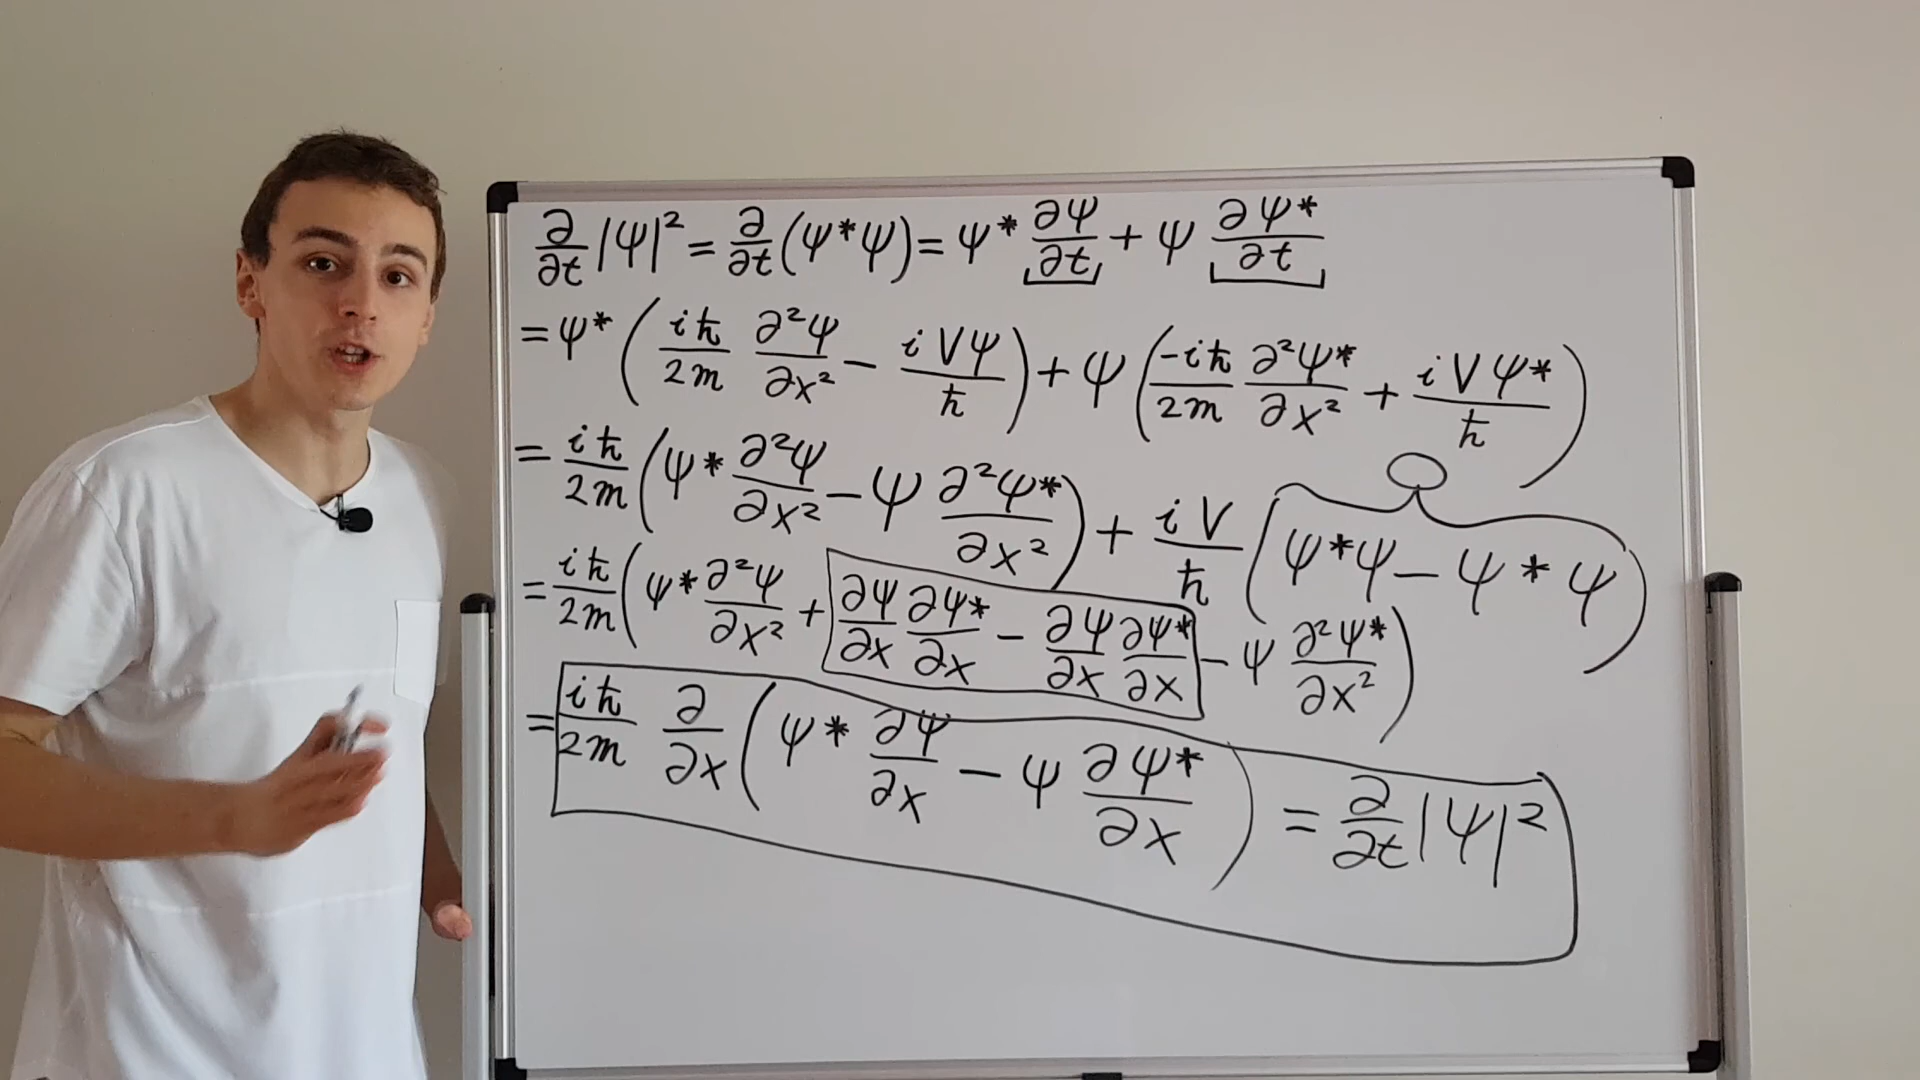 ∂/∂t |ψ|² = ∂/∂t (ψ*ψ) = ψ* ∂ψ/∂t + ψ ∂ψ*/∂t
= ψ* (iħ/2m ∂²ψ/∂x² − iVψ/ħ) + ψ (−iħ/2m ∂²ψ*/∂x² + iVψ*/ħ)
= iħ/2m (ψ* ∂²ψ/∂x² − ψ ∂²ψ*/∂x²) + iV/ħ (ψ*ψ − ψ*ψ) 0
= iħ/2m (ψ* ∂²ψ/∂x² + ∂ψ/∂x ∂ψ*/∂x − ∂ψ/∂x ∂ψ*/∂x − ψ ∂²ψ*/∂x²)
= iħ/2m ∂/∂x (ψ* ∂ψ/∂x − ψ ∂ψ*/∂x) = ∂/∂t |ψ|²